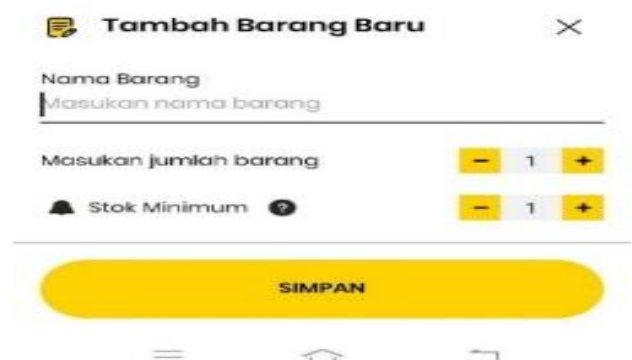 Tambah Barang Baru
Nama Barang
Masukan nama barang
Masukan jumlah barang - 1 +
Stok Minimum ? - 1 +
SIMPAN